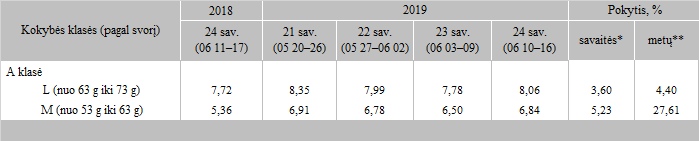 Kokybės klasės (pagal svorį) 2018 2019 Pokytis, %
24 sav. (06 11–17) 21 sav. (05 20–26) 22 sav. (05 27–06 02) 23 sav. (06 03–09) 24 sav. (06 10–16) savaitės* metų**
A klasė
L (nuo 63 g iki 73 g) 7,72 8,35 7,99 7,78 8,06 3,60 4,40
M (nuo 53 g iki 63 g) 5,36 6,91 6,78 6,50 6,84 5,23 27,61